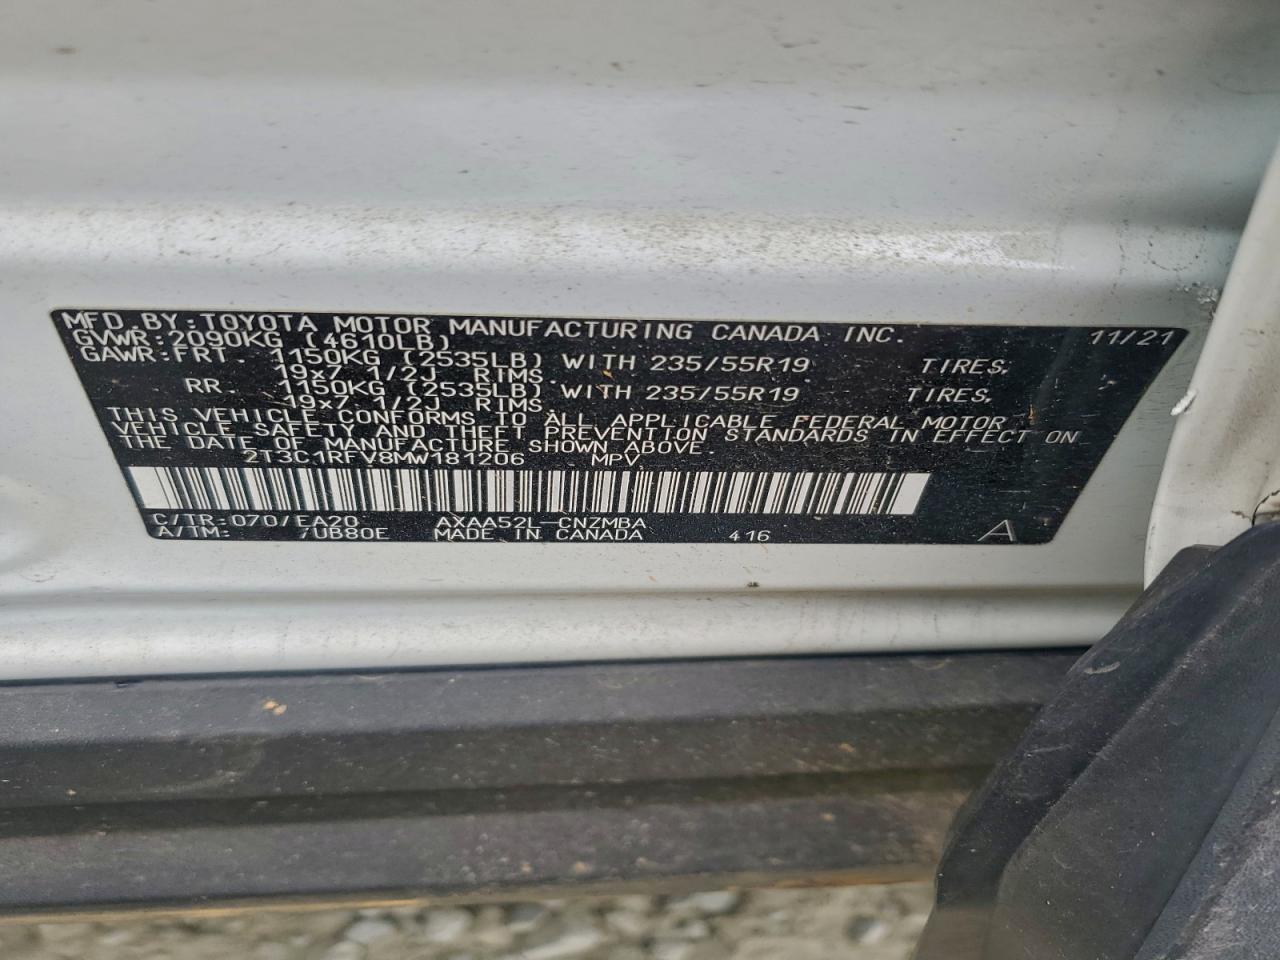 MFD.BY:TOYOTA MOTOR MANUFACTURING CANADA INC. 11/21
GVWR:2090KG (4610LB)
GAWR:FRT. 1150KG (2535LB) WITH 235/55R19 TIRES,
19x7 1/2J RIMS.
RR. 1150KG (2535LB) WITH 235/55R19 TIRES,
19x7 1/2J RIMS.
THIS VEHICLE CONFORMS TO ALL APPLICABLE FEDERAL MOTOR
VEHICLE SAFETY AND THEFT PREVENTION STANDARDS IN EFFECT ON
THE DATE OF MANUFACTURE SHOWN ABOVE.
2T3C1RFV8MW181206 MPV
C/TR:070/EA20 AXAA52L-CNZMBA
A/TM: /UB80E MADE IN CANADA 416 A